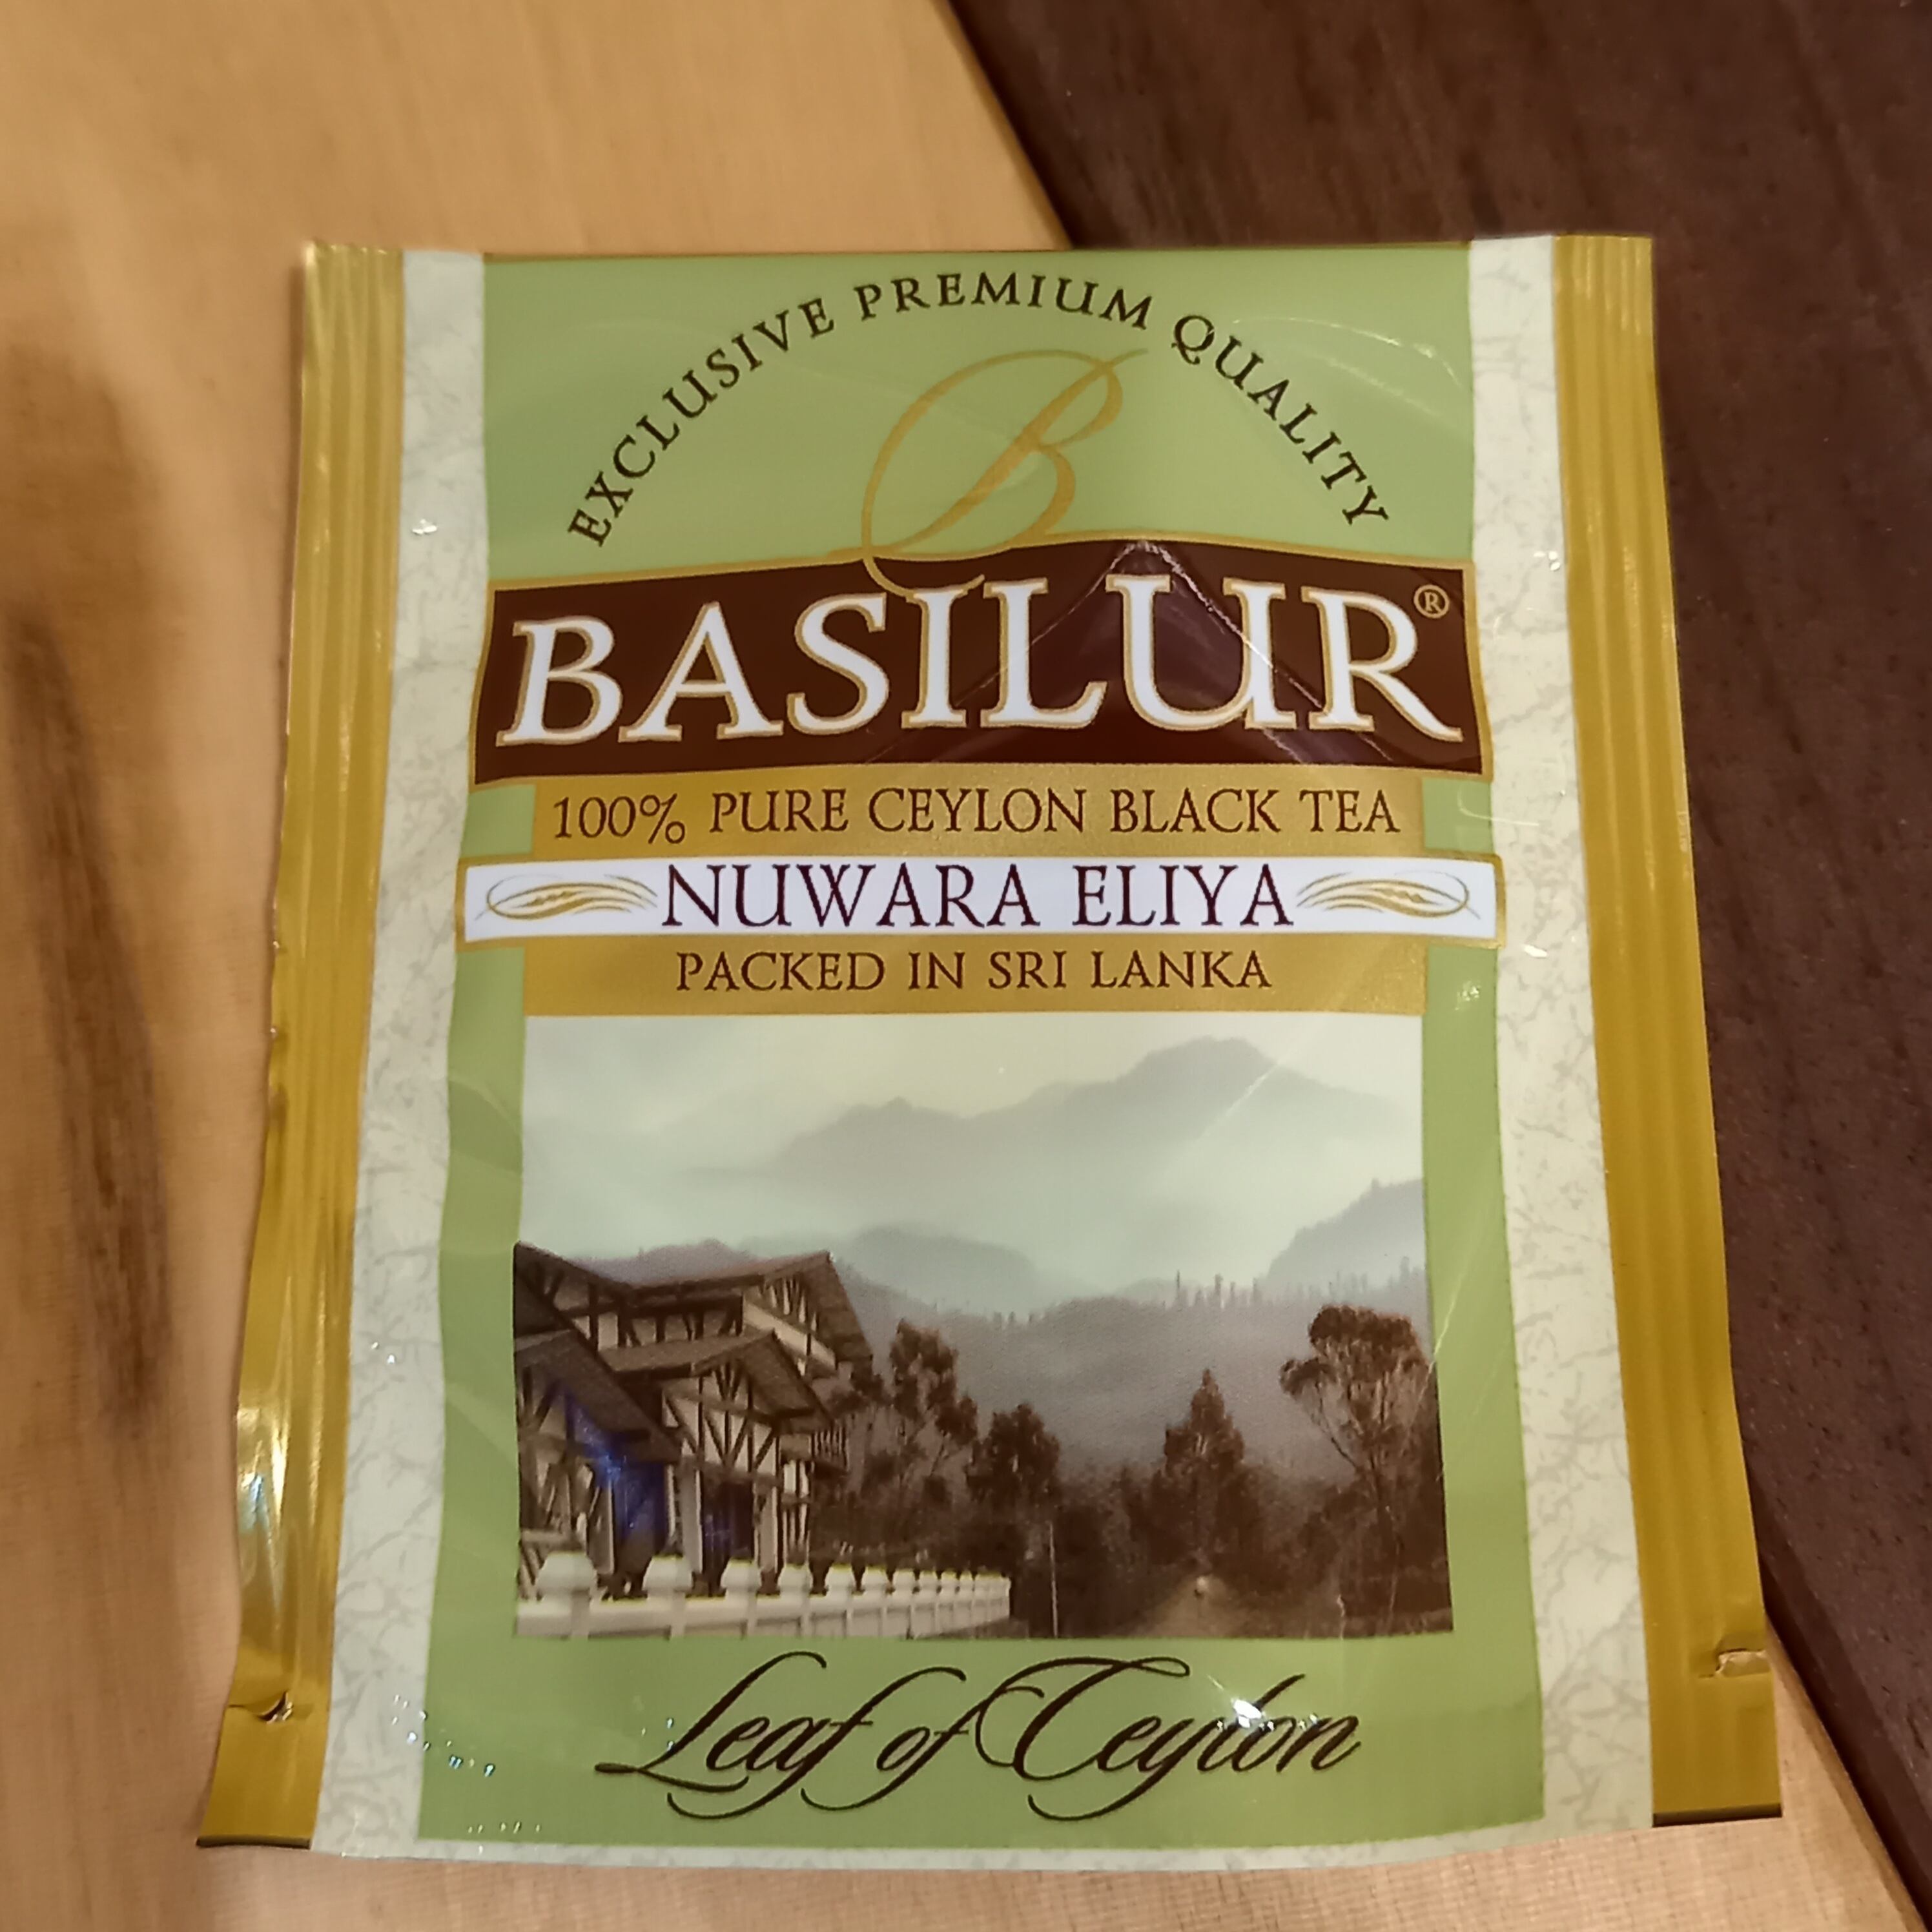 EXCLUSIVE PREMIUM QUALITY
B
BASILUR®
100% PURE CEYLON BLACK TEA
NUWARA ELIYA
PACKED IN SRI LANKA
Leaf of Ceylon